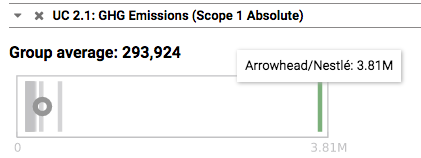 UC 2.1: GHG Emissions (Scope 1 Absolute)
Group average: 293,924
Arrowhead/Nestlé: 3.81M
0 3.81M